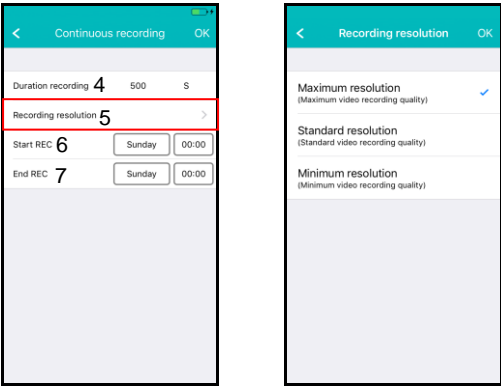 Continuous recording OK
Duration recording 4 500 S
Recording resolution 5
Start REC 6 Sunday 00:00
End REC 7 Sunday 00:00
Recording resolution OK
Maximum resolution
(Maximum video recording quality)
Standard resolution
(Standard video recording quality)
Minimum resolution
(Minimum video recording quality)